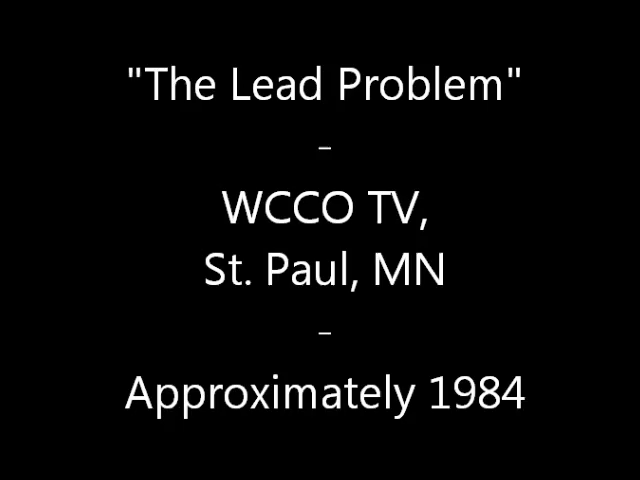 "The Lead Problem"
-
WCCO TV,
St. Paul, MN
-
Approximately 1984